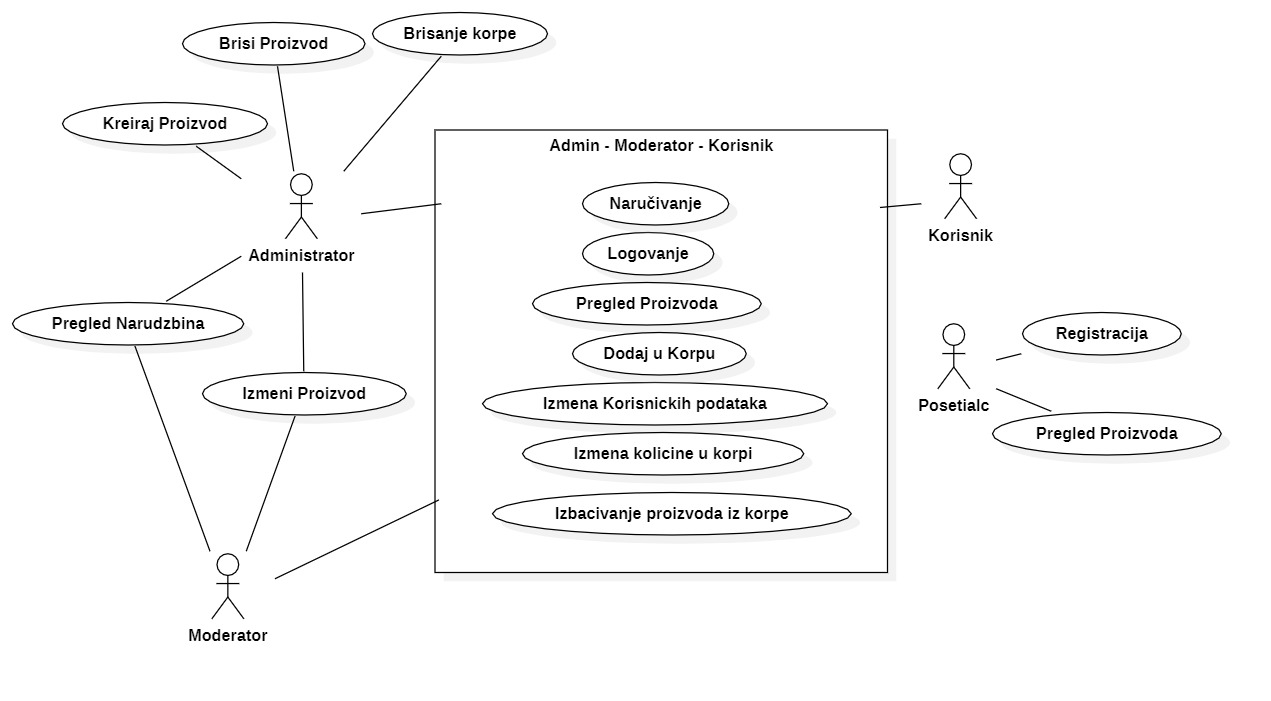 Brisi Proizvod
Brisanje korpe
Kreiraj Proizvod
Admin - Moderator - Korisnik
Naručivanje
Korisnik
Administrator
Logovanje
Pregled Proizvoda
Pregled Narudzbina
Registracija
Dodaj u Korpu
Izmeni Proizvod
Izmena Korisnickih podataka
Posetialc
Pregled Proizvoda
Izmena kolicine u korpi
Izbacivanje proizvoda iz korpe
Moderator